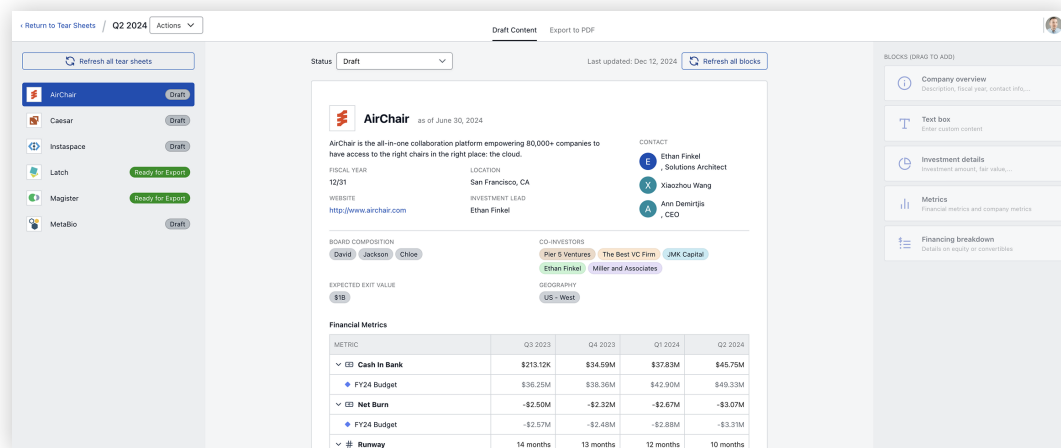 ‹ Return to Tear Sheets / Q2 2024 Actions
Draft Content Export to PDF
Refresh all tear sheets
AirChair Draft
Caesar Draft
Instaspace Draft
Latch Ready for Export
Magister Ready for Export
MetaBio Draft
Status Draft Last updated: Dec 12, 2024 Refresh all blocks
AirChair as of June 30, 2024
AirChair is the all-in-one collaboration platform empowering 80,000+ companies to
have access to the right chairs in the right place: the cloud.
FISCAL YEAR LOCATION
12/31 San Francisco, CA
WEBSITE INVESTMENT LEAD
http://www.airchair.com Ethan Finkel
CONTACT
E Ethan Finkel
, Solutions Architect
X Xiaozhou Wang
A Ann Demirtjis
, CEO
BOARD COMPOSITION CO-INVESTORS
David Jackson Chloe Pier 5 Ventures The Best VC Firm JMK Capital
Ethan Finkel Miller and Associates
EXPECTED EXIT VALUE GEOGRAPHY
$1B US - West
Financial Metrics
METRIC Q3 2023 Q4 2023 Q1 2024 Q2 2024
Cash In Bank $213.12K $34.59M $37.83M $45.75M
FY24 Budget $36.25M $38.36M $42.90M $49.33M
Net Burn -$2.50M -$2.32M -$2.67M -$3.07M
FY24 Budget -$2.57M -$2.48M -$2.88M -$3.31M
# Runway 14 months 13 months 12 months 10 months
BLOCKS (DRAG TO ADD)
Company overview
Description, fiscal year, contact info,...
Text box
Enter custom content
Investment details
Investment amount, fair value,...
Metrics
Financial metrics and company metrics
Financing breakdown
Details on equity or convertibles